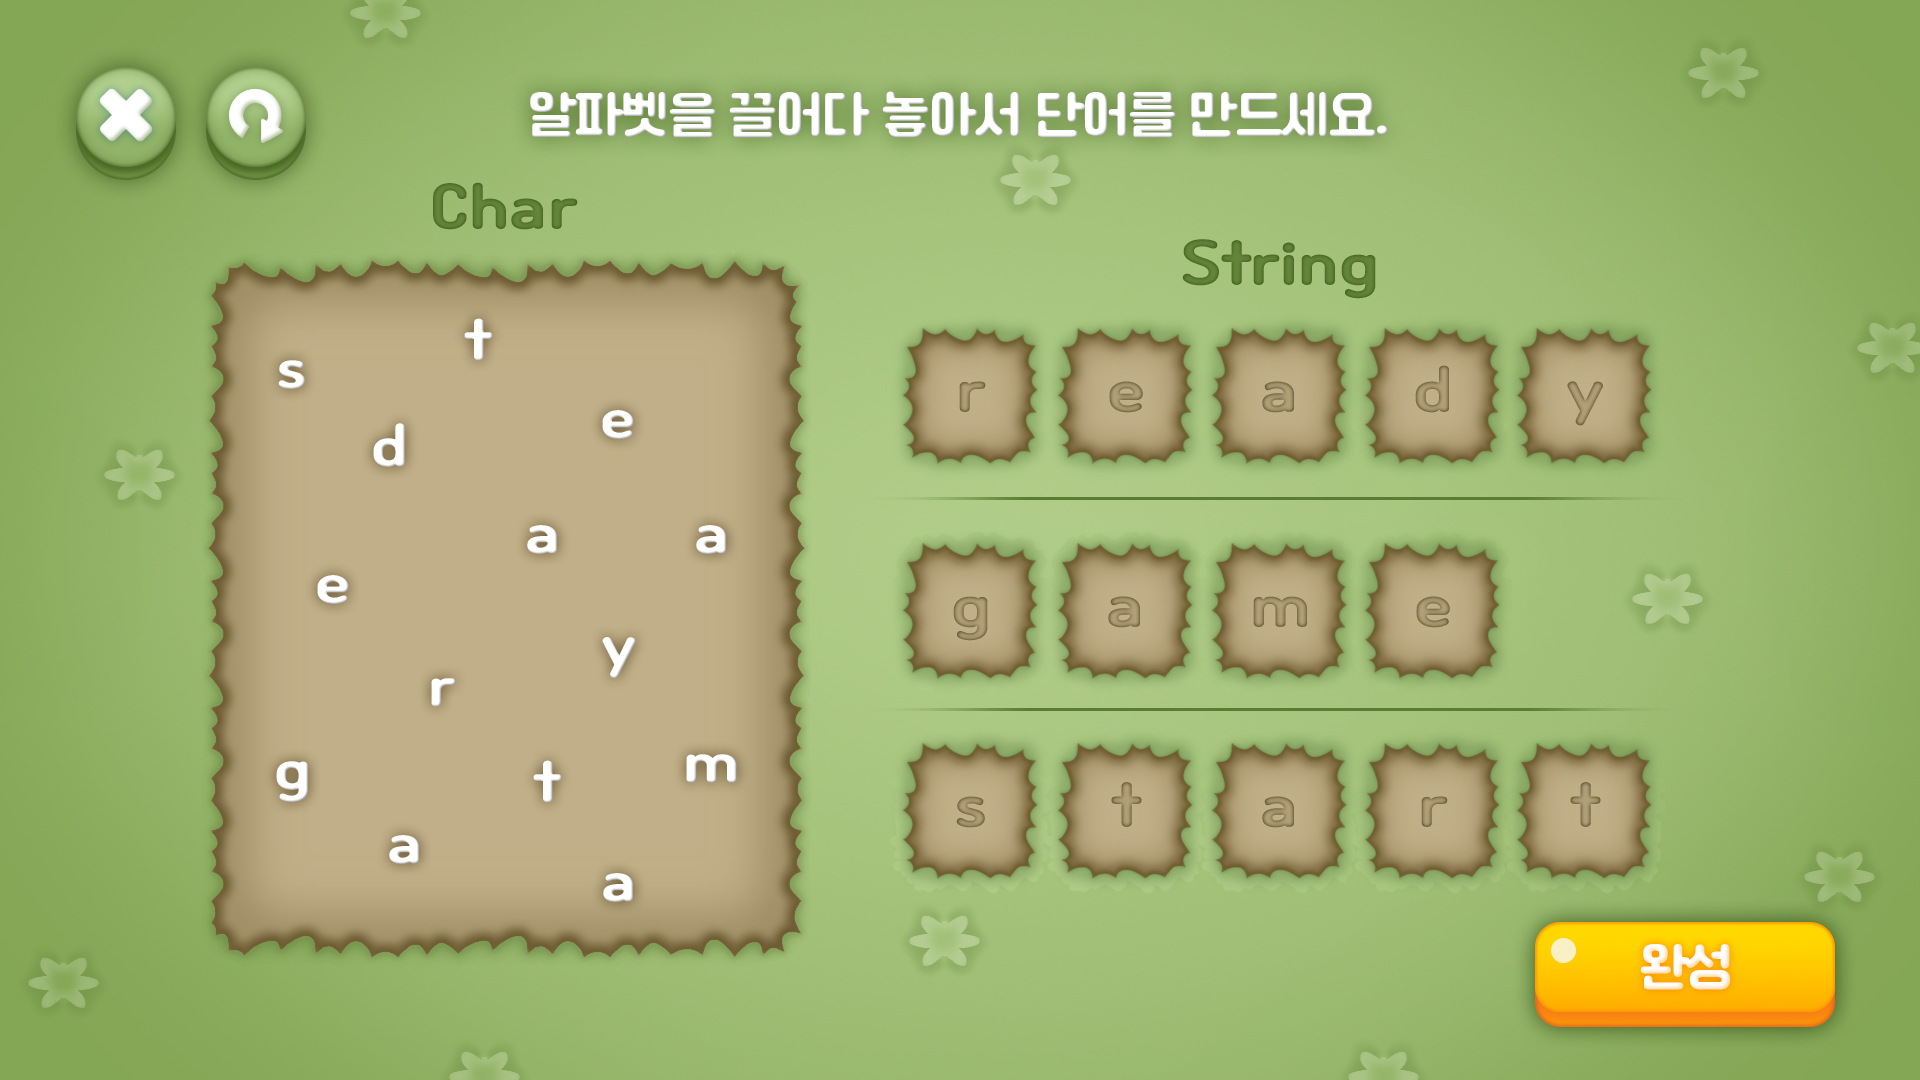 알파벳을 끌어다 놓아서 단어를 만드세요.
Char
t
s
e
d
a a
e
y
r
g t m
a
a
String
r e a d y
g a m e
s t a r t
완성